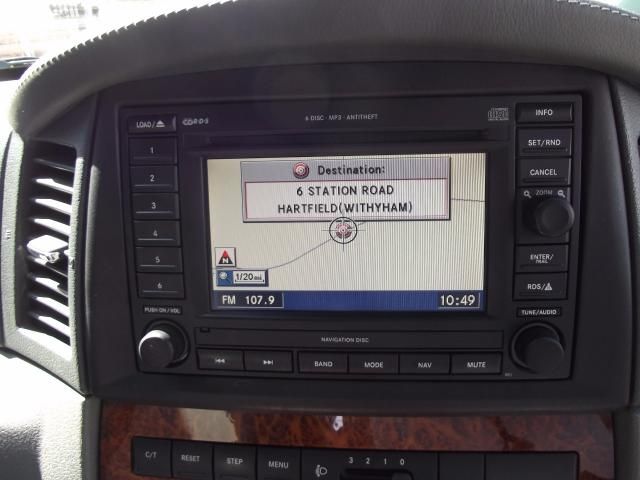 6 DISC · MP3 · ANTITHEFT
LOAD/
R·D·S
INFO
1
SET/RND
2
CANCEL
3
ZOOM
4
5
ENTER/
TRAIL
6
RDS/
Destination:
6 STATION ROAD
HARTFIELD(WITHYHAM)
N
1/20mi.
FM 107.9
10:49
PUSH-ON/VOL
TUNE/AUDIO
NAVIGATION DISC
BAND
MODE
NAV
MUTE
C/T
RESET
STEP
MENU
3 2 1 0